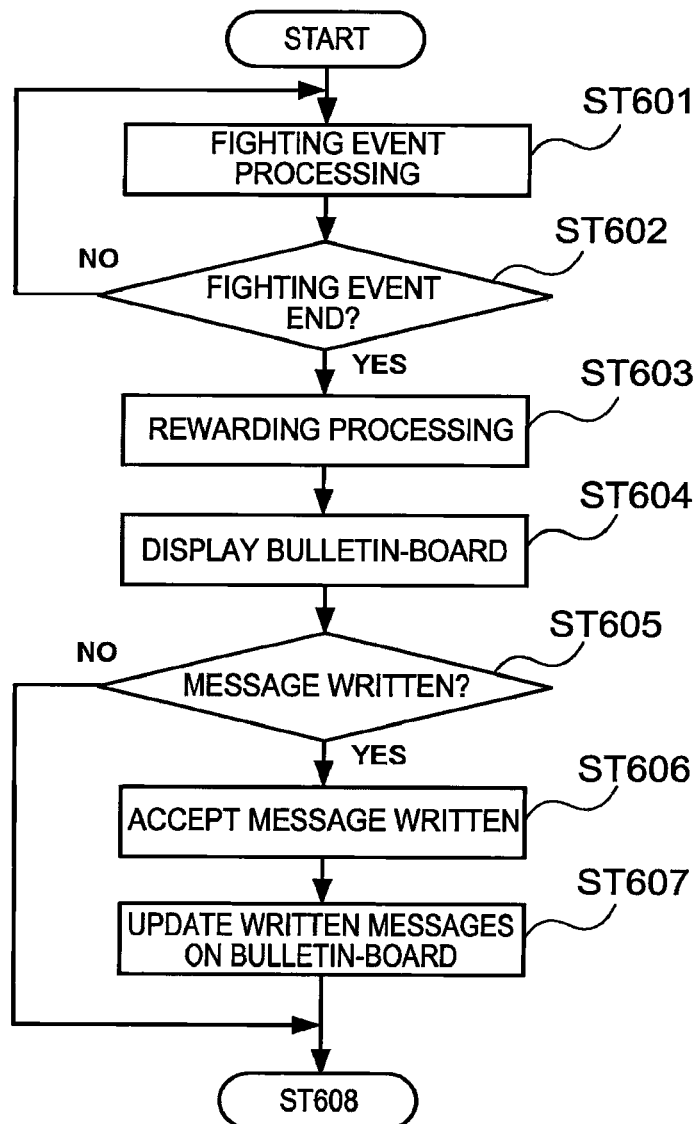 START
ST601
FIGHTING EVENT
PROCESSING
ST602
NO
FIGHTING EVENT
END?
YES
ST603
REWARDING PROCESSING
ST604
DISPLAY BULLETIN-BOARD
ST605
NO
MESSAGE WRITTEN?
YES
ST606
ACCEPT MESSAGE WRITTEN
ST607
UPDATE WRITTEN MESSAGES
ON BULLETIN-BOARD
ST608